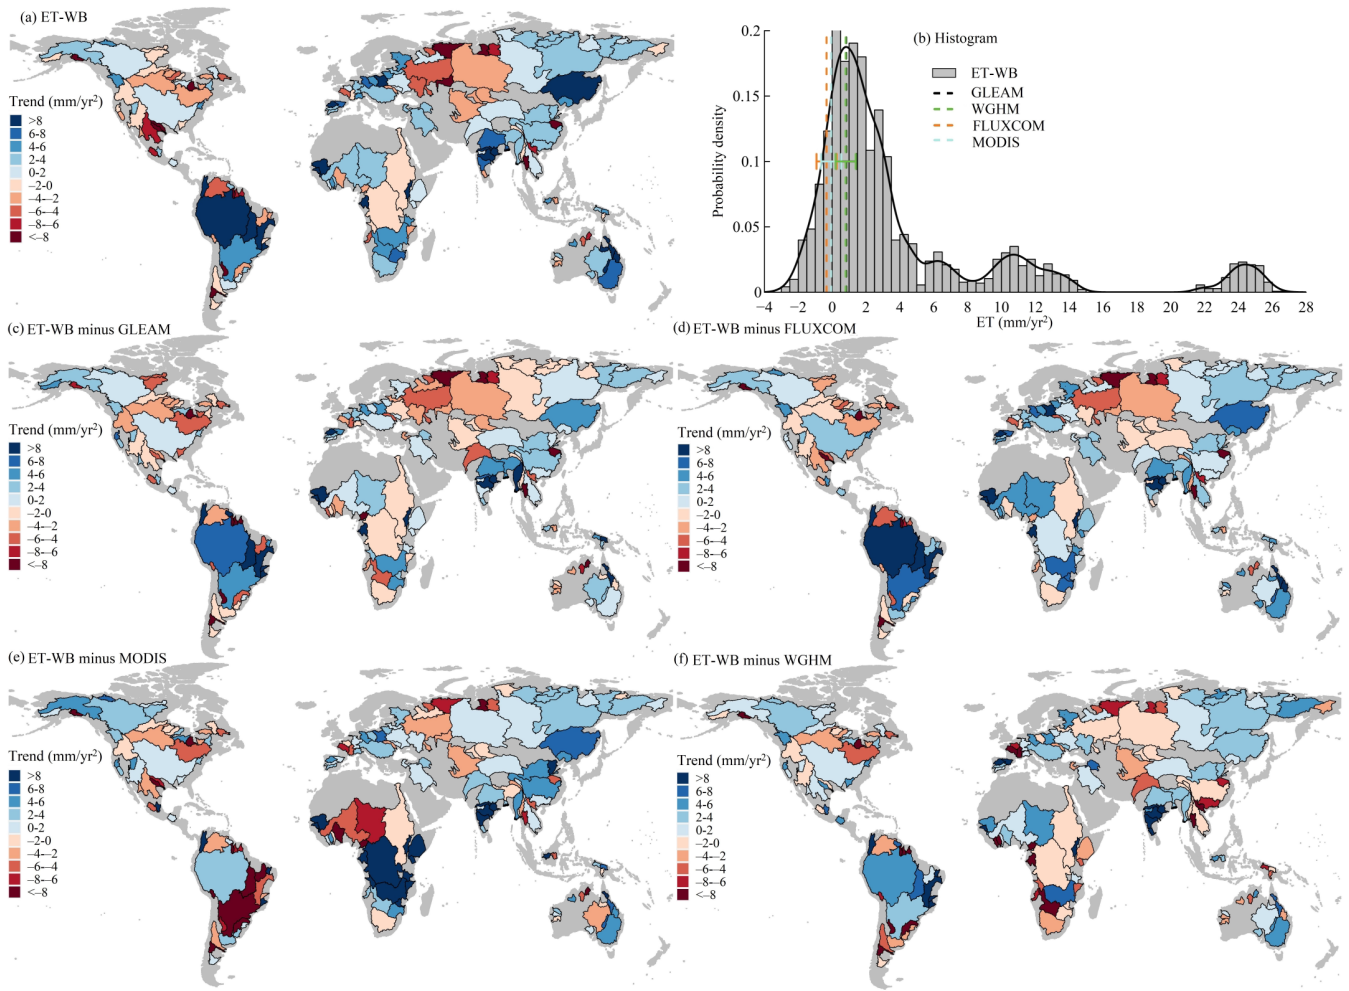 (a) ET-WB
Trend (mm/yr²)
>8
6-8
4-6
2-4
0-2
–2-0
–4-–2
–6-–4
–8-–6
<–8
(b) Histogram
ET-WB
GLEAM
WGHM
FLUXCOM
MODIS
Probability density
0.2
0.15
0.1
0.05
0
−4 −2 0 2 4 6 8 10 12 14 16 18 20 22 24 26 28
ET (mm/yr²)
(c) ET-WB minus GLEAM
Trend (mm/yr²)
>8
6-8
4-6
2-4
0-2
–2-0
–4-–2
–6-–4
–8-–6
<–8
(d) ET-WB minus FLUXCOM
Trend (mm/yr²)
>8
6-8
4-6
2-4
0-2
–2-0
–4-–2
–6-–4
–8-–6
<–8
(e) ET-WB minus MODIS
Trend (mm/yr²)
>8
6-8
4-6
2-4
0-2
–2-0
–4-–2
–6-–4
–8-–6
<–8
(f) ET-WB minus WGHM
Trend (mm/yr²)
>8
6-8
4-6
2-4
0-2
–2-0
–4-–2
–6-–4
–8-–6
<–8